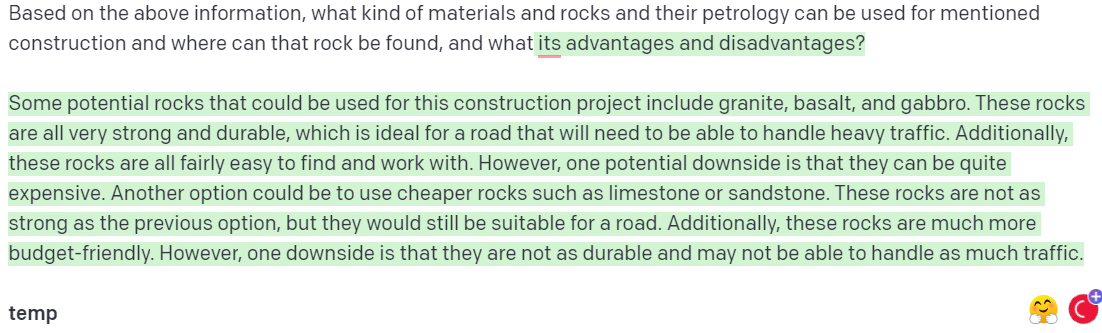 Based on the above information, what kind of materials and rocks and their petrology can be used for mentioned
construction and where can that rock be found, and what its advantages and disadvantages?
Some potential rocks that could be used for this construction project include granite, basalt, and gabbro. These rocks
are all very strong and durable, which is ideal for a road that will need to be able to handle heavy traffic. Additionally,
these rocks are all fairly easy to find and work with. However, one potential downside is that they can be quite
expensive. Another option could be to use cheaper rocks such as limestone or sandstone. These rocks are not as
strong as the previous option, but they would still be suitable for a road. Additionally, these rocks are much more
budget-friendly. However, one downside is that they are not as durable and may not be able to handle as much traffic.
temp